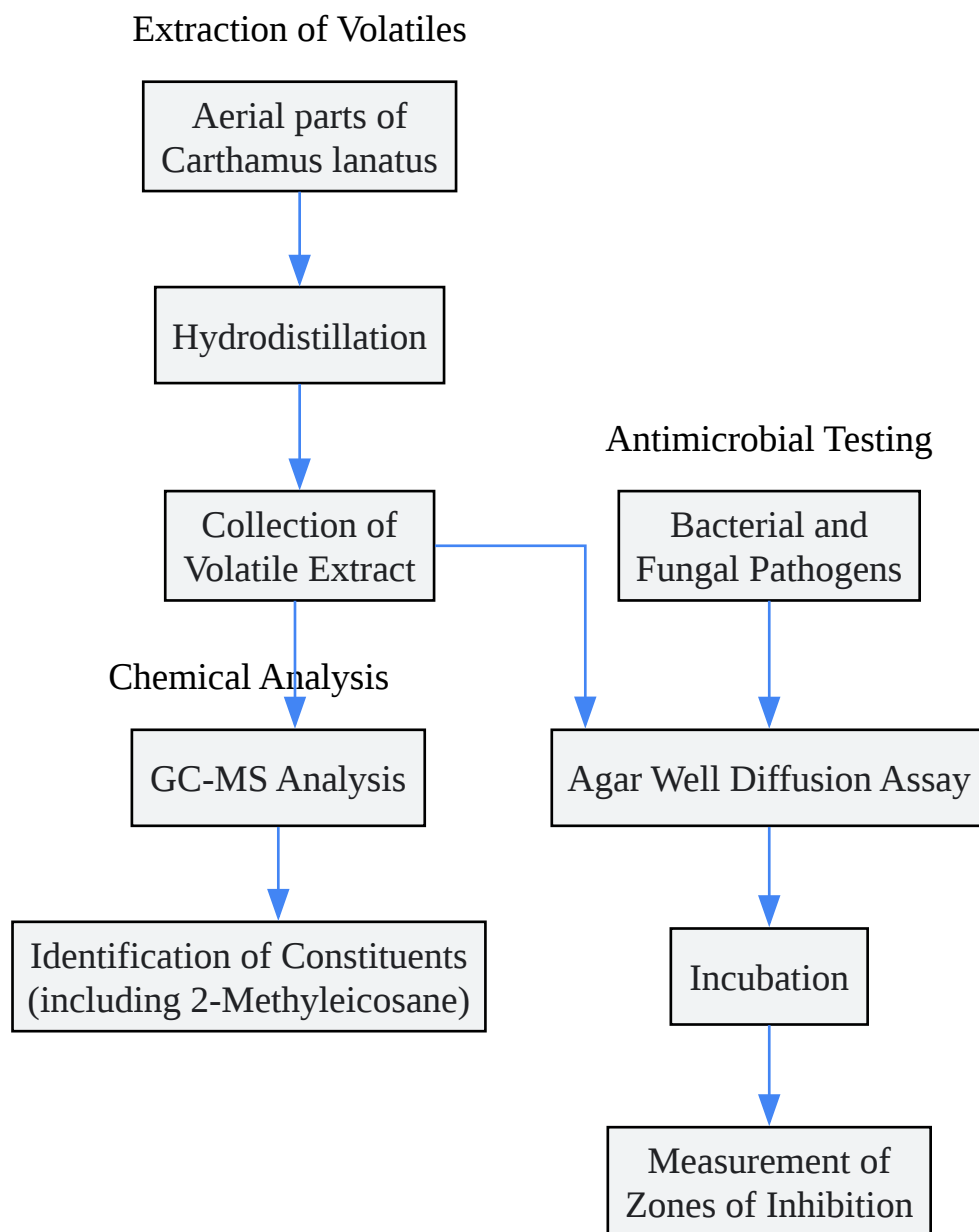 Extraction of Volatiles
Aerial parts of
Carthamus lanatus
Hydrodistillation
Collection of
Volatile Extract
Antimicrobial Testing
Bacterial and
Fungal Pathogens
Chemical Analysis
GC-MS Analysis
Agar Well Diffusion Assay
Identification of Constituents
(including 2-Methyleicosane)
Incubation
Measurement of
Zones of Inhibition